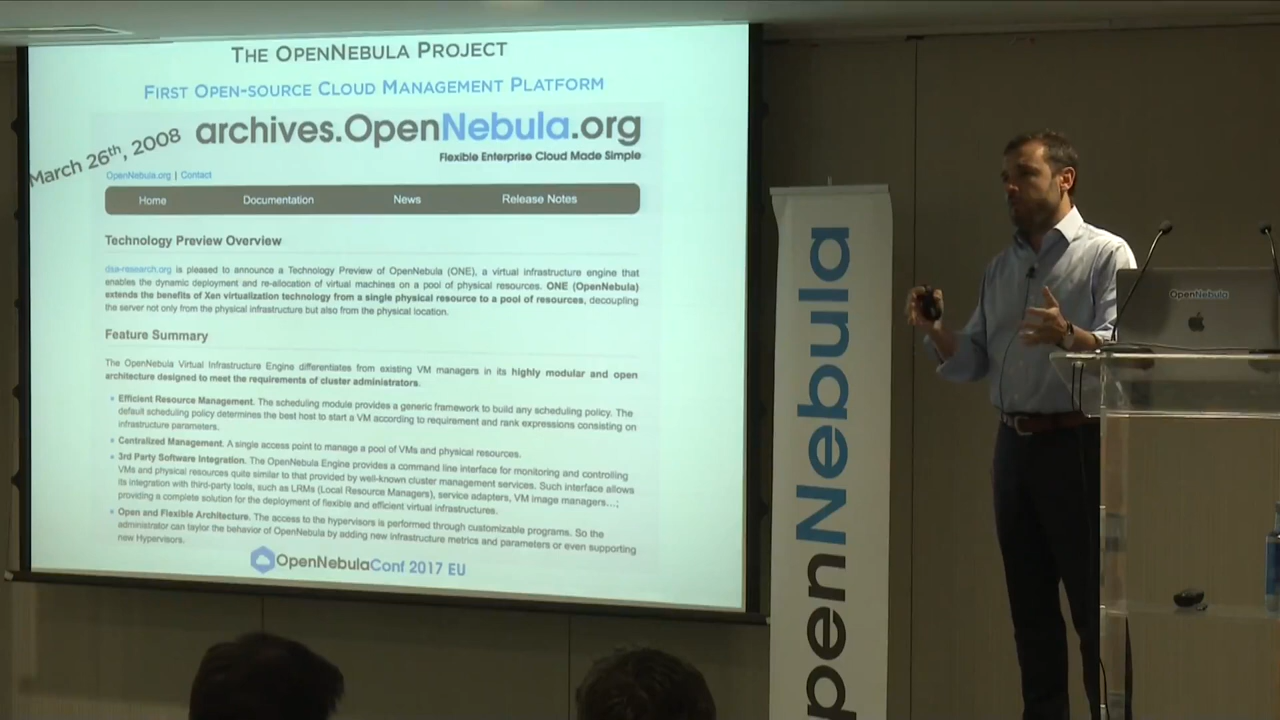 THE OPENNEBULA PROJECT
FIRST OPEN-SOURCE CLOUD MANAGEMENT PLATFORM
March 26th, 2008
archives.OpenNebula.org
Flexible Enterprise Cloud Made Simple
OpenNebula.org | Contact
Home Documentation News Release Notes
Technology Preview Overview
dsa-research.org is pleased to announce a Technology Preview of OpenNebula (ONE), a virtual infrastructure engine that
enables the dynamic deployment and re-allocation of virtual machines on a pool of physical resources. ONE (OpenNebula)
extends the benefits of Xen virtualization technology from a single physical resource to a pool of resources, decoupling
the server not only from the physical infrastructure but also from the physical location.
Feature Summary
The OpenNebula Virtual Infrastructure Engine differentiates from existing VM managers in its highly modular and open
architecture designed to meet the requirements of cluster administrators.
Efficient Resource Management. The scheduling module provides a generic framework to build any scheduling policy. The
default scheduling policy determines the best host to start a VM according to requirement and rank expressions consisting on
infrastructure parameters.
Centralized Management. A single access point to manage a pool of VMs and physical resources.
3rd Party Software Integration. The OpenNebula Engine provides a command line interface for monitoring and controlling
VMs and physical resources quite similar to that provided by well-known cluster management services. Such interface allows
its integration with third-party tools, such as LRMs (Local Resource Managers), service adapters, VM image managers...;
providing a complete solution for the deployment of flexible and efficient virtual infrastructures.
Open and Flexible Architecture. The access to the hypervisors is performed through customizable programs. So the
administrator can taylor the behavior of OpenNebula by adding new infrastructure metrics and parameters or even supporting
new Hypervisors.
OpenNebulaConf 2017 EU
penNebula
OpenNebula